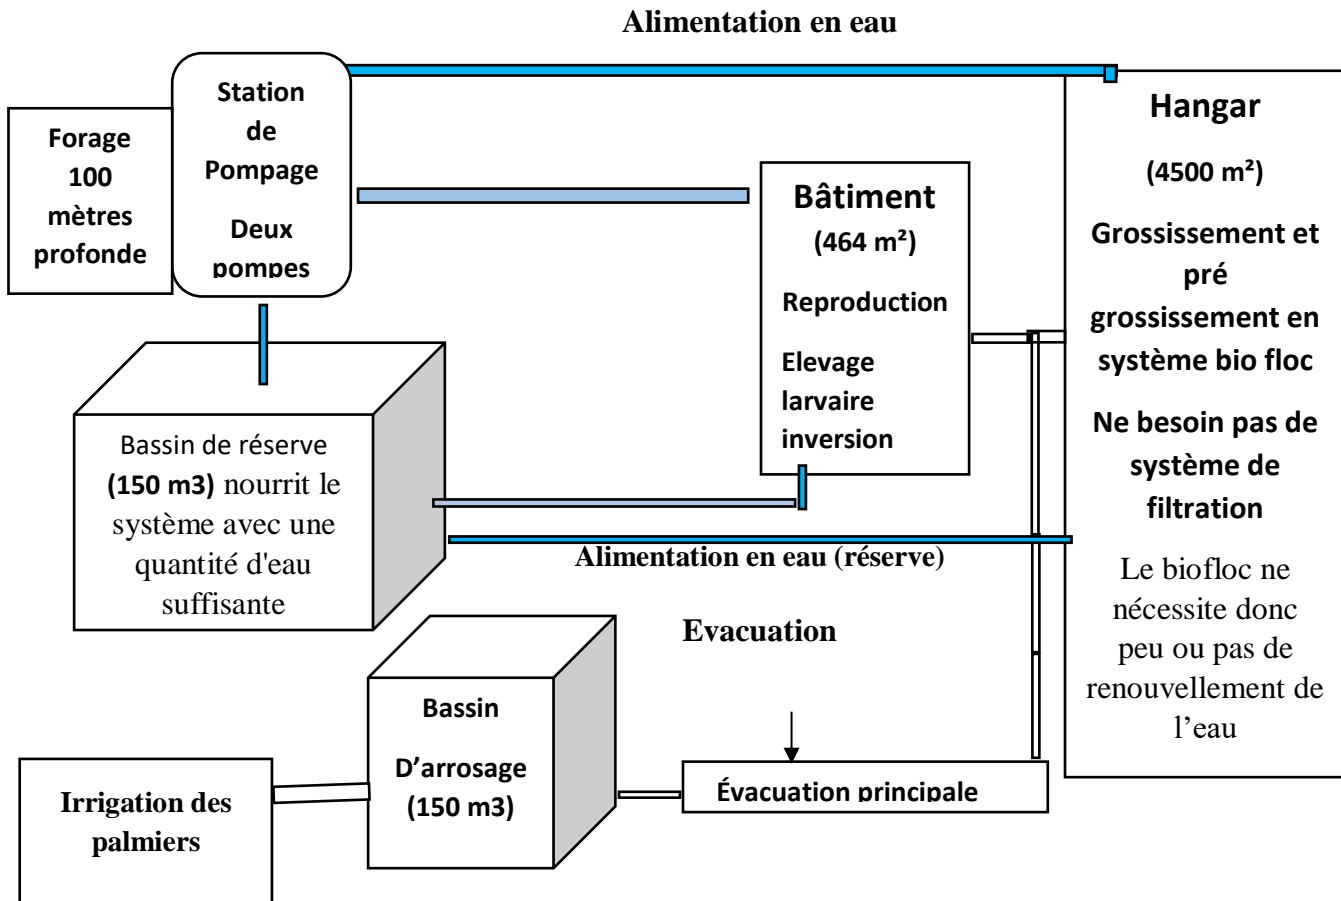 Alimentation en eau
Forage
100
mètres
profonde
Station
de
Pompage
Deux
pompes
Bâtiment
(464 m²)
Reproduction
Elevage
larvaire
inversion
Hangar
(4500 m²)
Grossissement et
pré
grossissement en
système bio floc
Ne besoin pas de
système de
filtration
Le biofloc ne
nécessite donc
peu ou pas de
renouvellement de
l’eau
Bassin de réserve
(150 m3) nourrit le
système avec une
quantité d'eau
suffisante
Alimentation en eau (réserve)
Evacuation
Bassin
D’arrosage
(150 m3)
Évacuation principale
Irrigation des
palmiers